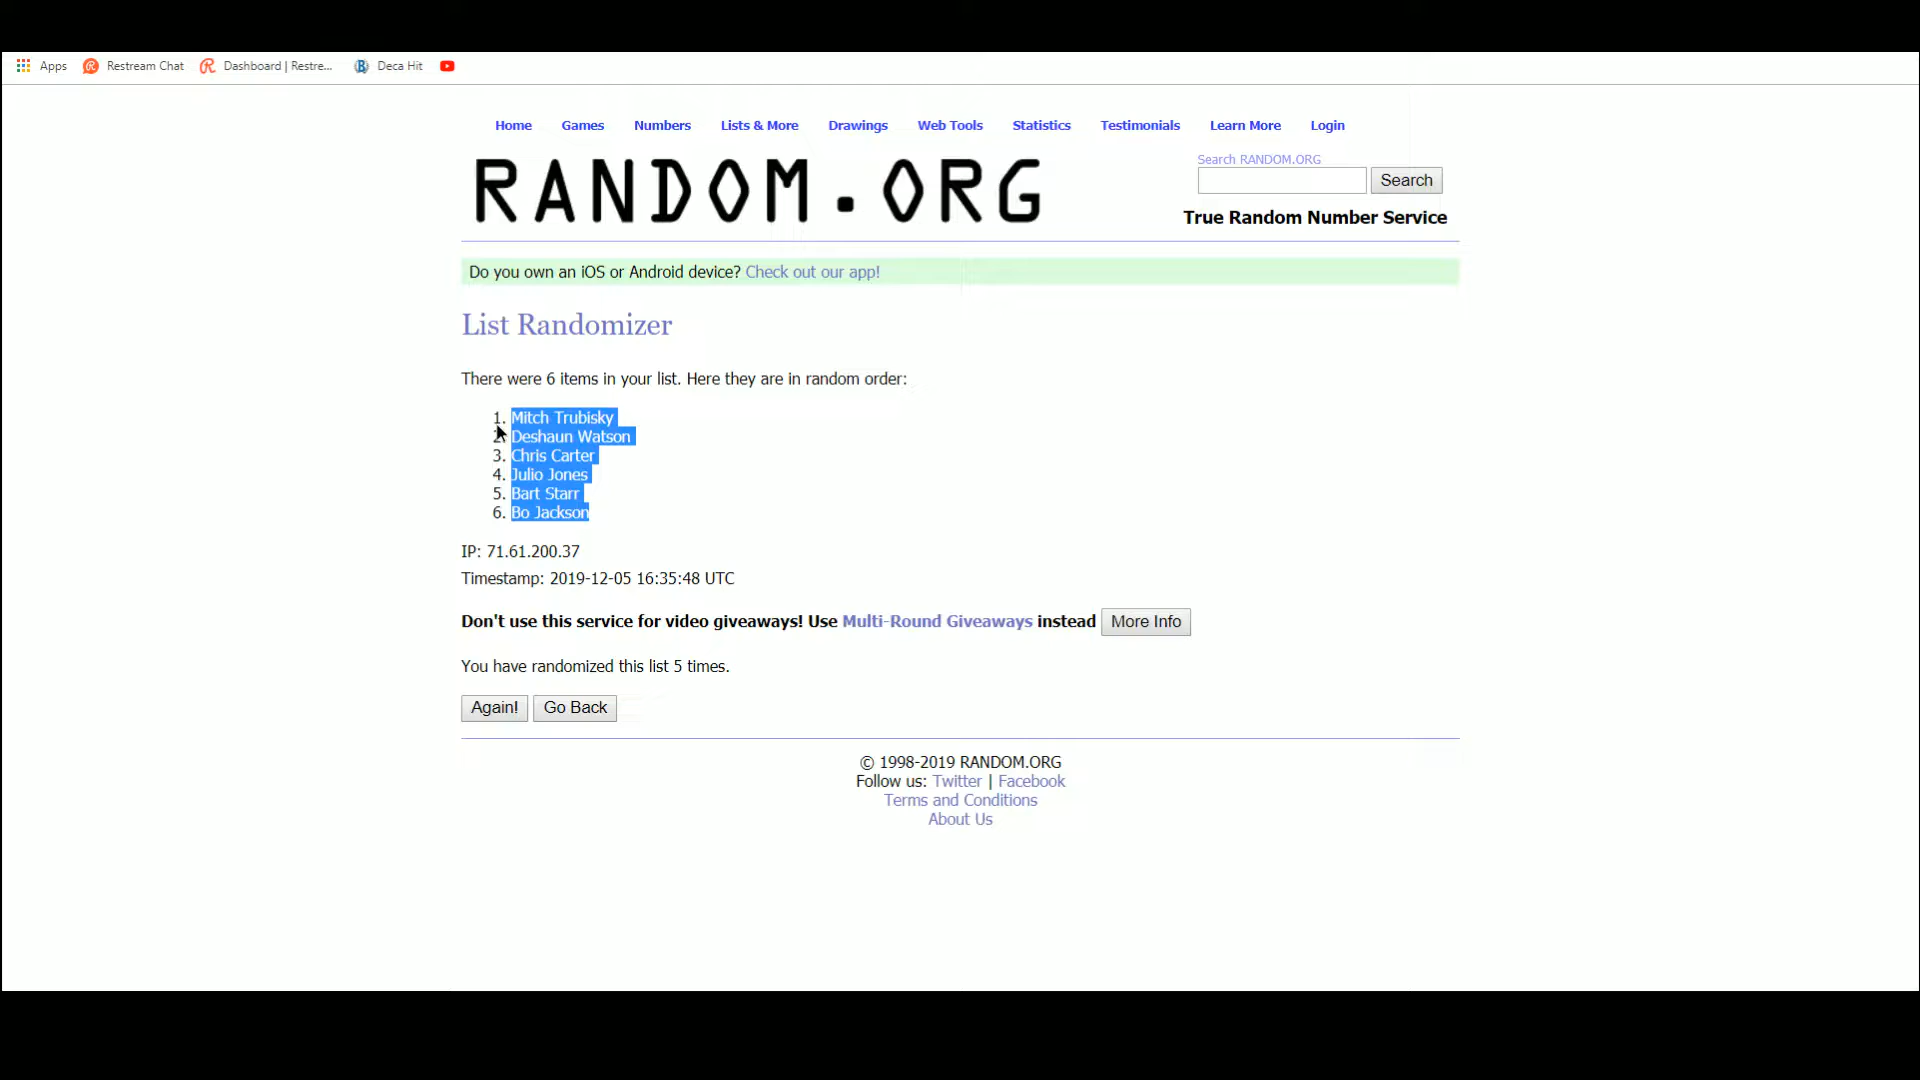 Apps Restream Chat Dashboard | Restre... Deca Hit
Home Games Numbers Lists & More Drawings Web Tools Statistics Testimonials Learn More Login
RANDOM.ORG
Search RANDOM.ORG
Search
True Random Number Service
Do you own an iOS or Android device? Check out our app!
List Randomizer
There were 6 items in your list. Here they are in random order:
1. Mitch Trubisky
2. Deshaun Watson
3. Chris Carter
4. Julio Jones
5. Bart Starr
6. Bo Jackson
IP: 71.61.200.37
Timestamp: 2019-12-05 16:35:48 UTC
Don't use this service for video giveaways! Use Multi-Round Giveaways instead More Info
You have randomized this list 5 times.
Again! Go Back
© 1998-2019 RANDOM.ORG
Follow us: Twitter | Facebook
Terms and Conditions
About Us